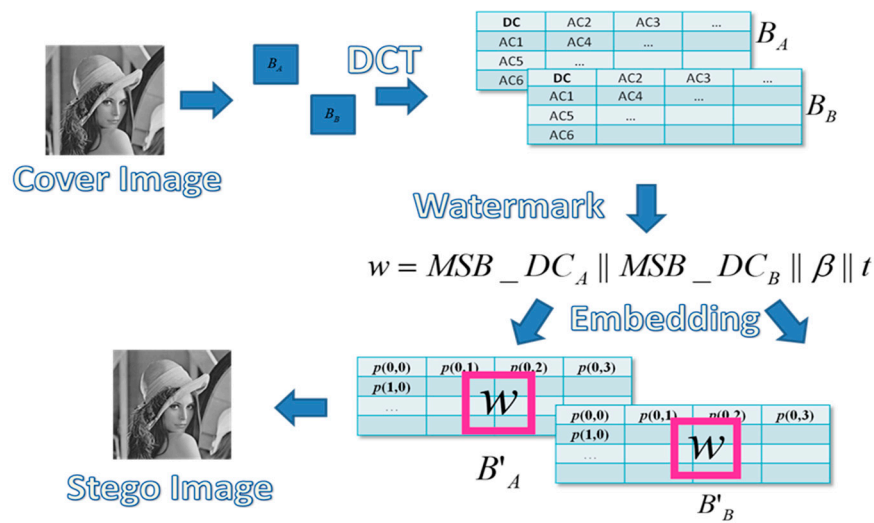 Cover Image
B_A
B_B
DCT
DC AC2 AC3 ...
AC1 AC4 ...
AC5 ...
AC6
B_A
DC AC2 AC3 ...
AC1 AC4 ...
AC5 ...
AC6
B_B
Watermark
w = MSB _ DC_A || MSB _ DC_B || β || t
Embedding
p(0,0) p(0,1) p(0,2) p(0,3)
p(1,0)
...
w
B'_A
p(0,0) p(0,1) p(0,2) p(0,3)
p(1,0)
...
w
B'_B
Stego Image